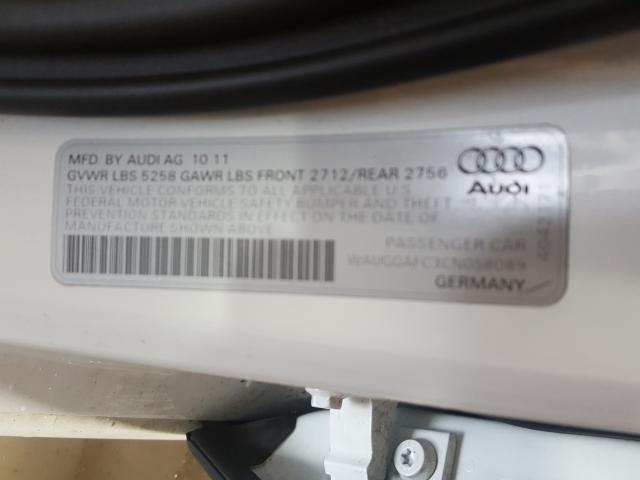 MFD. BY AUDI AG 10 11
GVWR LBS 5258 GAWR LBS FRONT 2712/REAR 2756
THIS VEHICLE CONFORMS TO ALL APPLICABLE U.S
FEDERAL MOTOR VEHICLE SAFETY BUMPER AND THEFT
PREVENTION STANDARDS IN EFFECT ON THE DATE OF
MANUFACTURE SHOWN ABOVE
Audi
PASSENGER CAR
WAUGGAFC3CN058089
GERMANY